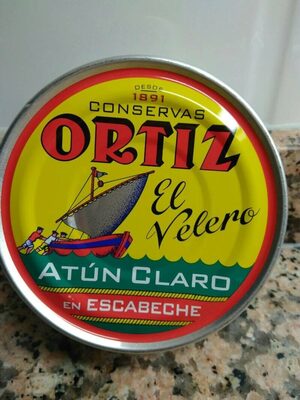 DESDE
1891
CONSERVAS
ORTIZ
El
Velero
ATÚN CLARO
EN ESCABECHE